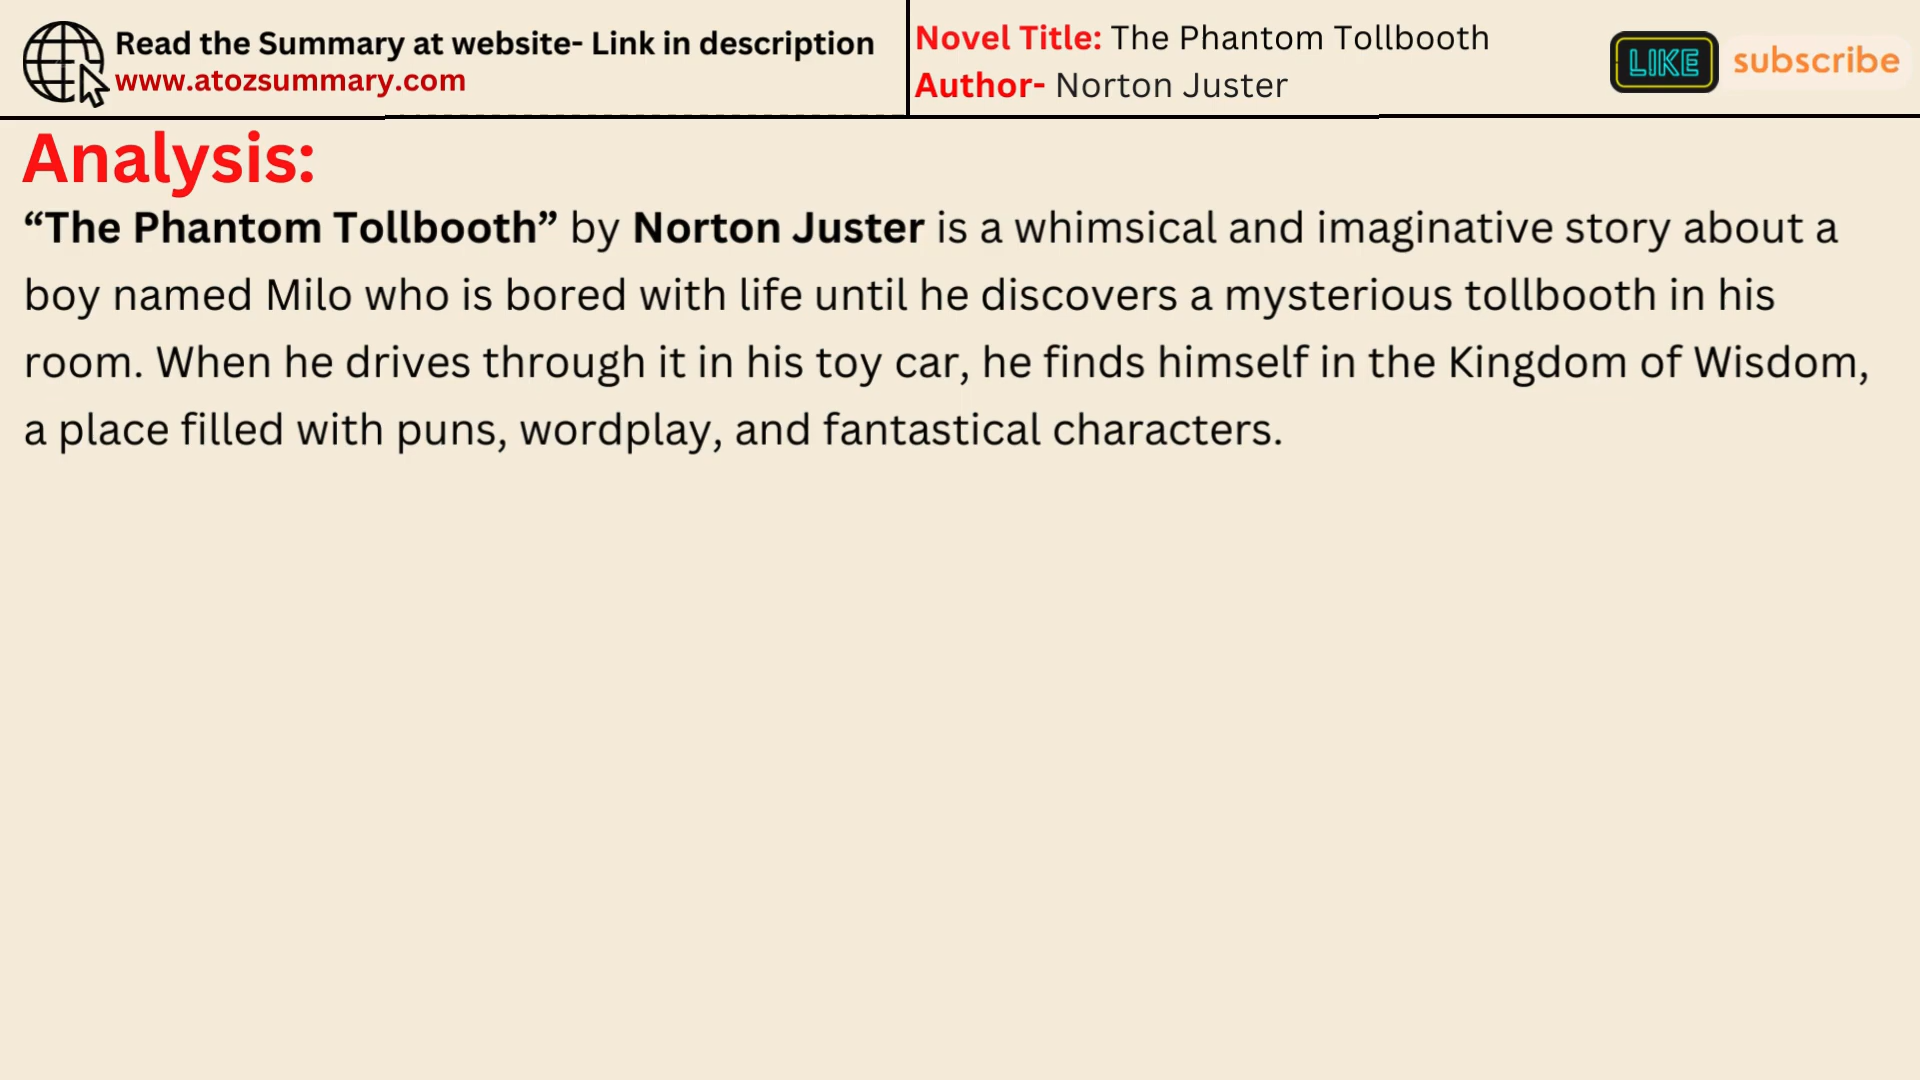 Read the Summary at website- Link in description
www.atozsummary.com
Novel Title: The Phantom Tollbooth
Author- Norton Juster
LIKE
subscribe
Analysis:
“The Phantom Tollbooth” by Norton Juster is a whimsical and imaginative story about a
boy named Milo who is bored with life until he discovers a mysterious tollbooth in his
room. When he drives through it in his toy car, he finds himself in the Kingdom of Wisdom,
a place filled with puns, wordplay, and fantastical characters.